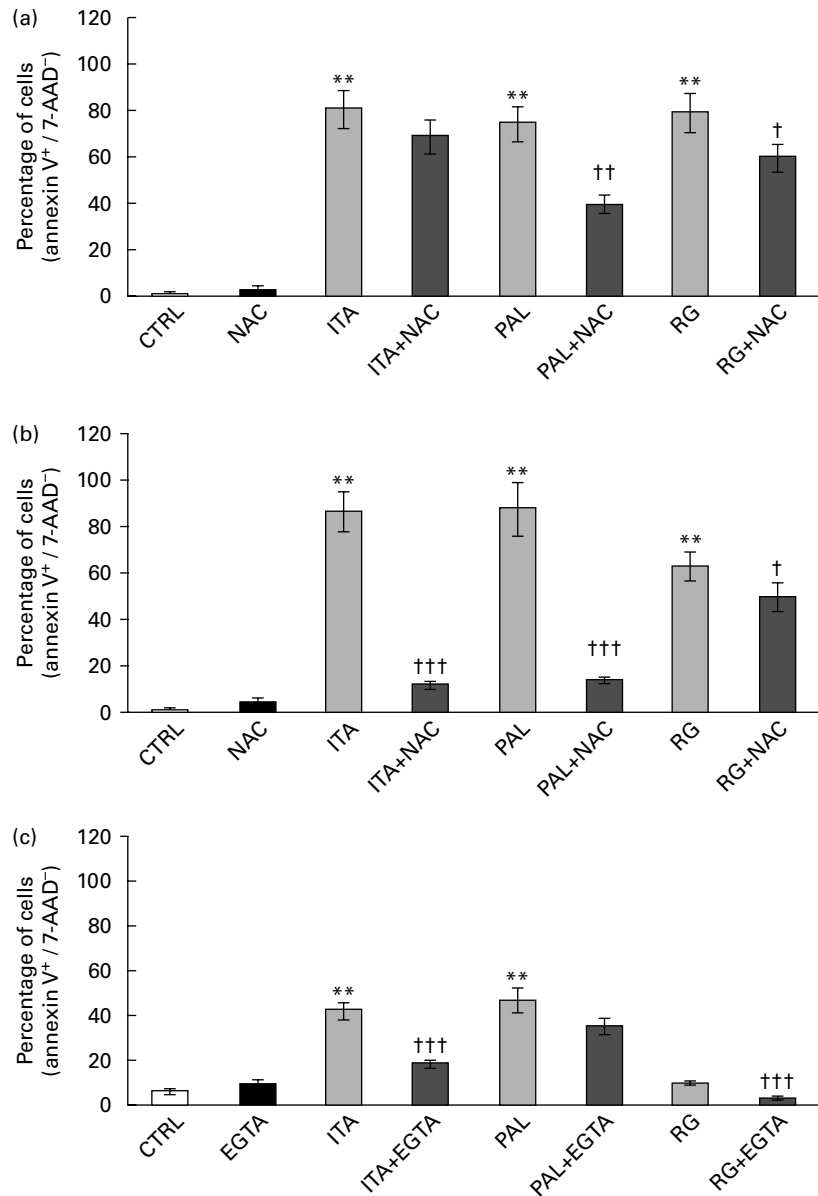 (a)
Percentage of cells
(annexin V⁺ / 7-AAD⁻)
120
100
80
60
40
20
0
**
**
††
**
†
CTRL
NAC
ITA
ITA+NAC
PAL
PAL+NAC
RG
RG+NAC
(b)
Percentage of cells
(annexin V⁺ / 7-AAD⁻)
120
100
80
60
40
20
0
**
†††
**
†††
**
†
CTRL
NAC
ITA
ITA+NAC
PAL
PAL+NAC
RG
RG+NAC
(c)
Percentage of cells
(annexin V⁺ / 7-AAD⁻)
120
100
80
60
40
20
0
**
†††
**
†††
CTRL
EGTA
ITA
ITA+EGTA
PAL
PAL+EGTA
RG
RG+EGTA